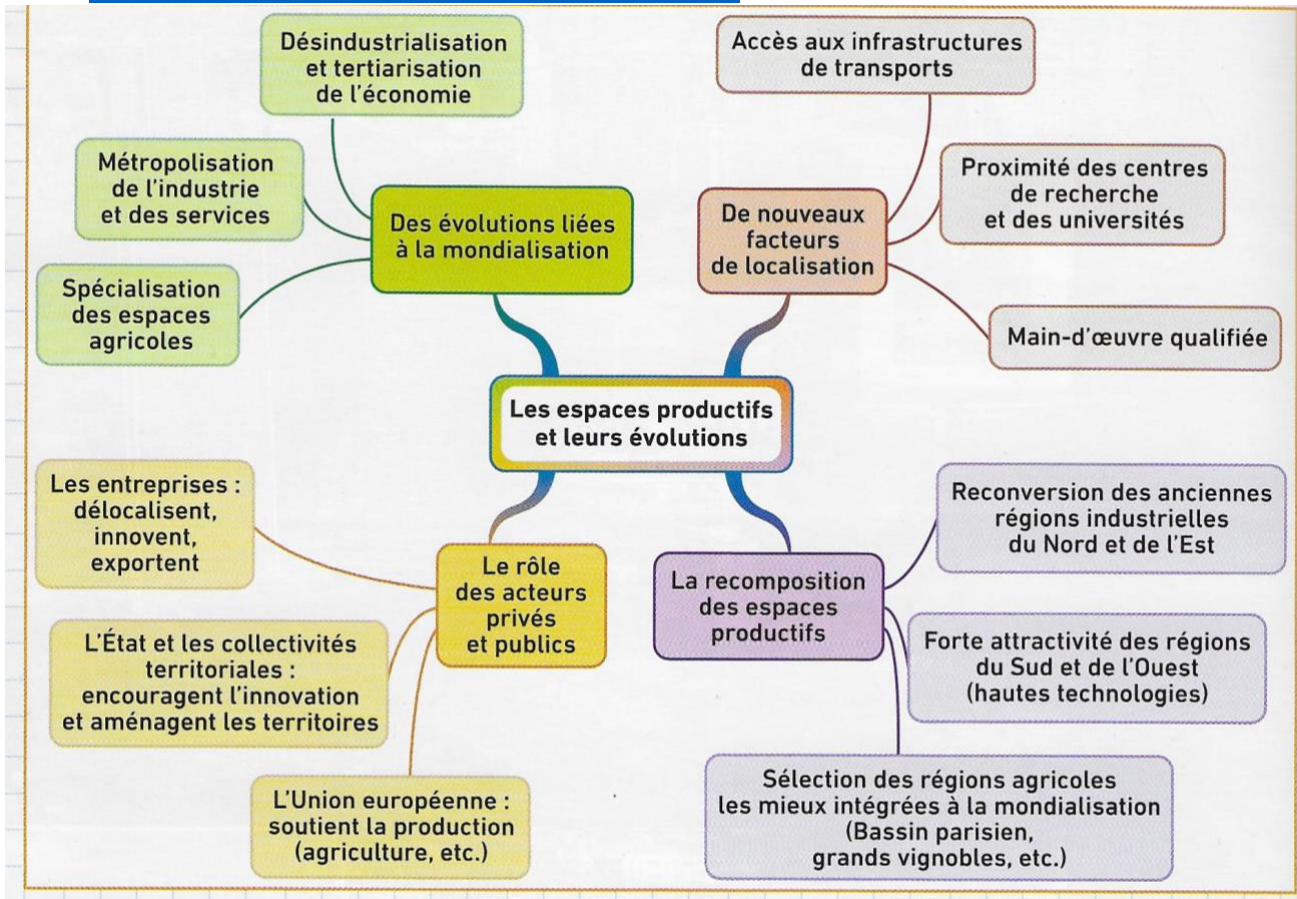 Désindustrialisation
et tertiarisation
de l'économie
Métropolisation
de l'industrie
et des services
Spécialisation
des espaces
agricoles
Des évolutions liées
à la mondialisation
Accès aux infrastructures
de transports
Proximité des centres
de recherche
et des universités
Main-d'œuvre qualifiée
De nouveaux
facteurs
de localisation
Les espaces productifs
et leurs évolutions
Les entreprises :
délocalisent,
innovent,
exportent
L'État et les collectivités
territoriales :
encouragent l'innovation
et aménagent les territoires
L'Union européenne :
soutient la production
(agriculture, etc.)
Le rôle
des acteurs
privés
et publics
La recomposition
des espaces
productifs
Reconversion des anciennes
régions industrielles
du Nord et de l'Est
Forte attractivité des régions
du Sud et de l'Ouest
(hautes technologies)
Sélection des régions agricoles
les mieux intégrées à la mondialisation
(Bassin parisien,
grands vignobles, etc.)